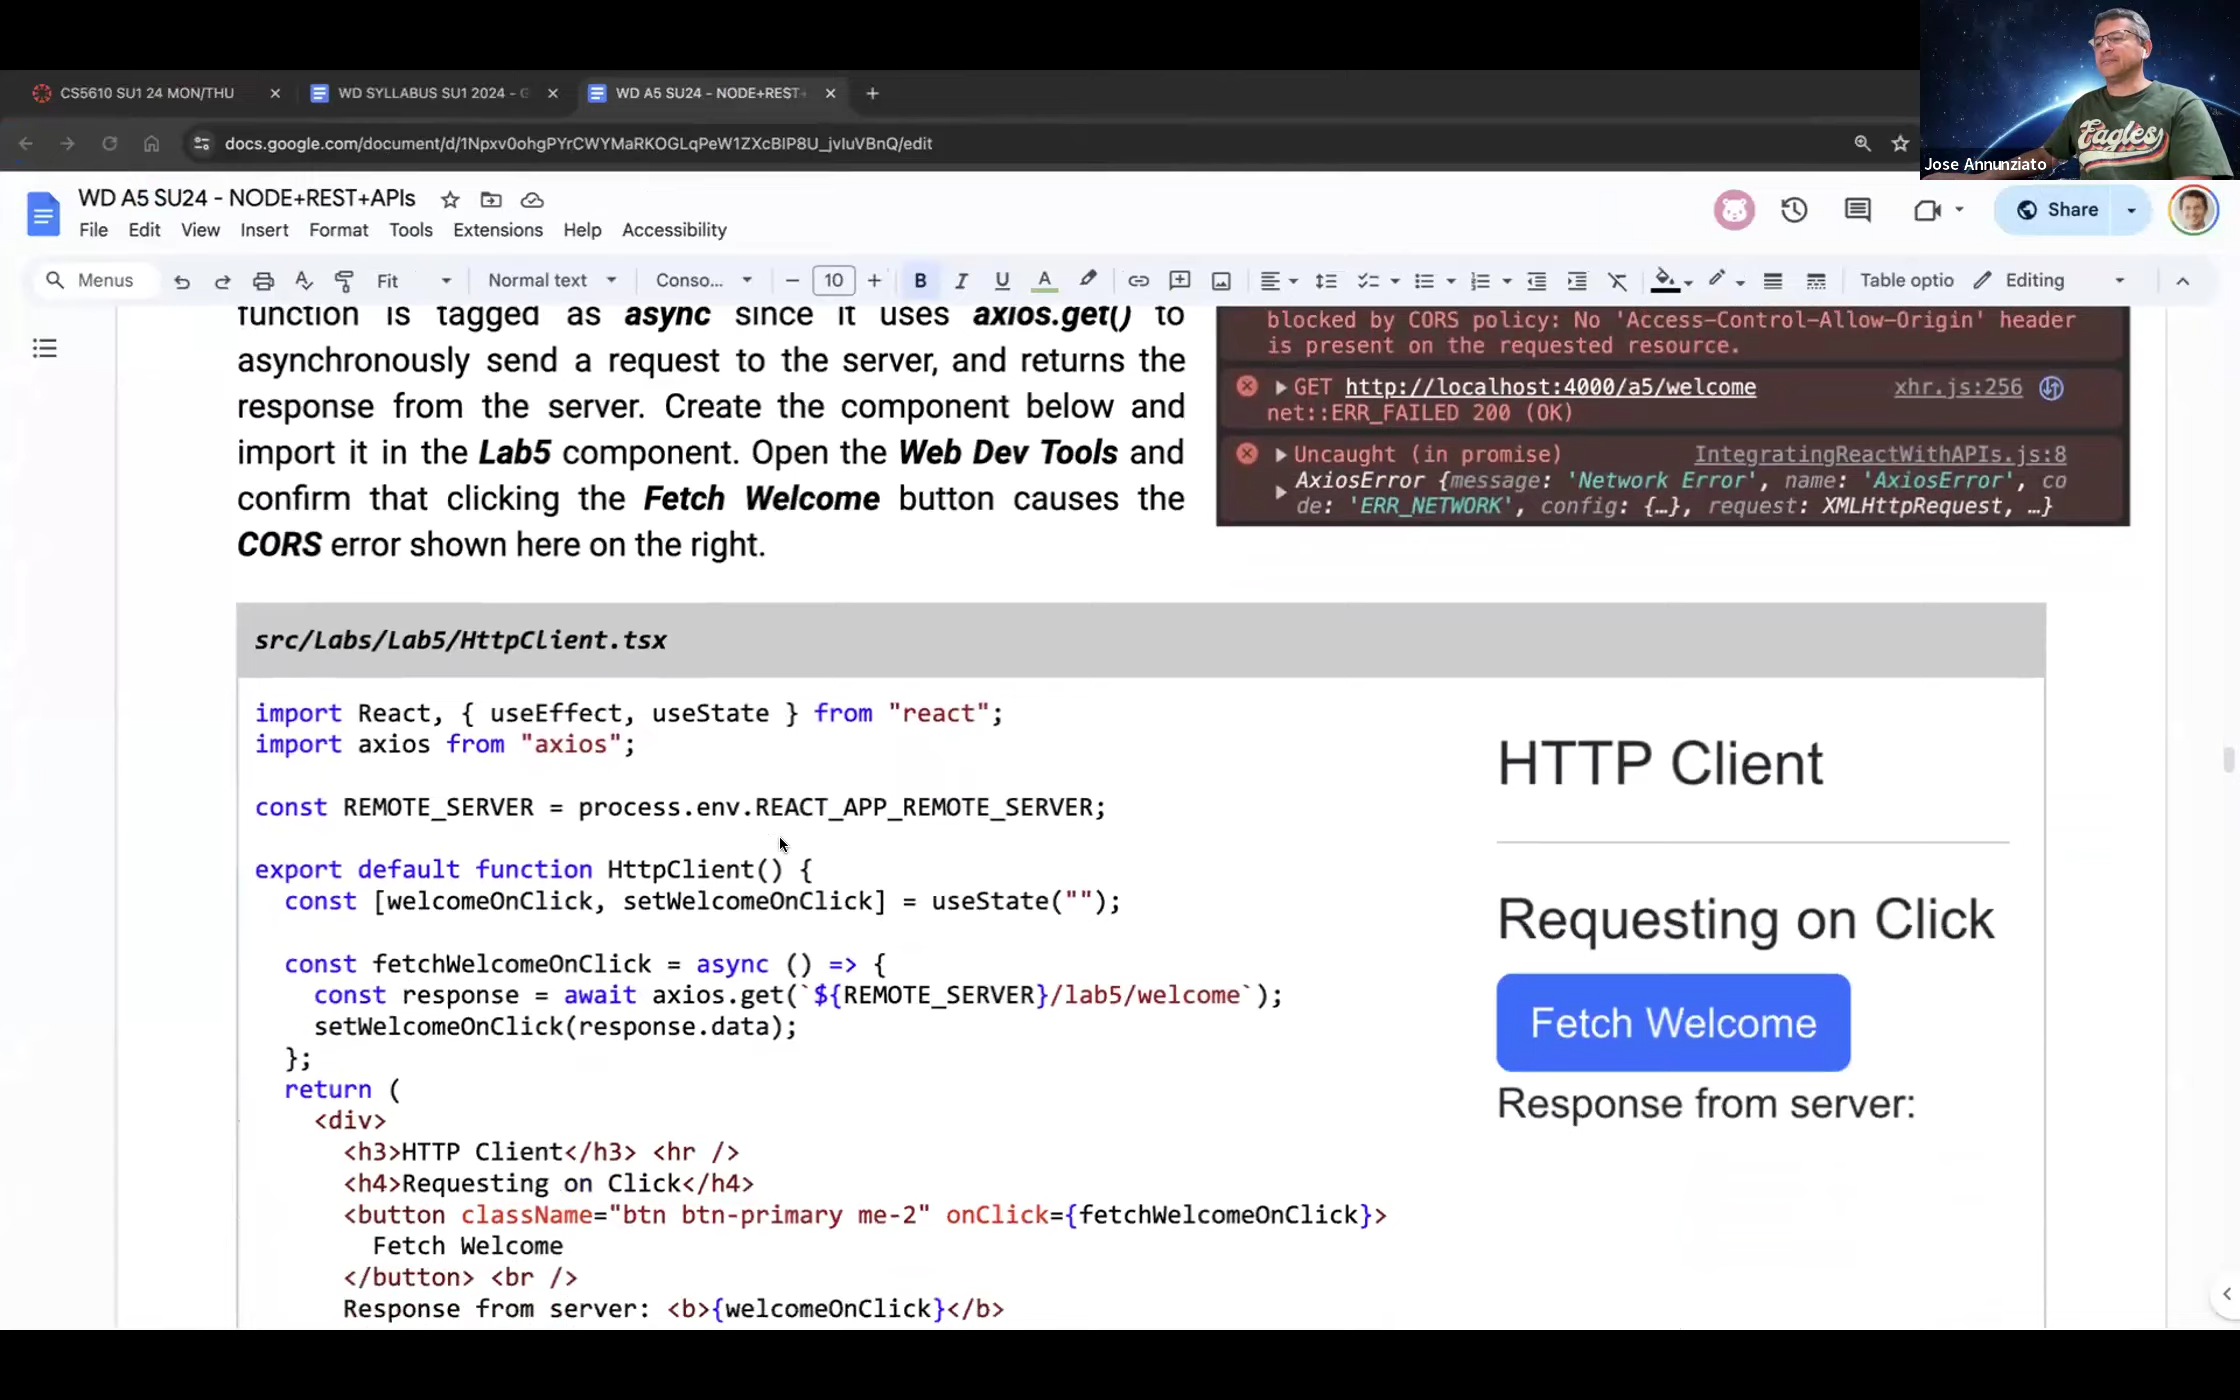 CS5610 SU1 24 MON/THU
WD SYLLABUS SU1 2024 - G
WD A5 SU24 - NODE+REST+
docs.google.com/document/d/1Npxv0ohgPYrCWYMaRKOGLqPeW1ZXcBIP8U_jvIuVBnQ/edit
Eagles
Jose Annunziato
WD A5 SU24 - NODE+REST+APIs
Share
File Edit View Insert Format Tools Extensions Help Accessibility
Menus Fit Normal text Conso... 10 B I U A Table optio Editing
function is tagged as async since it uses axios.get() to
asynchronously send a request to the server, and returns the
response from the server. Create the component below and
import it in the Lab5 component. Open the Web Dev Tools and
confirm that clicking the Fetch Welcome button causes the
CORS error shown here on the right.
blocked by CORS policy: No 'Access-Control-Allow-Origin' header
is present on the requested resource.
GET http://localhost:4000/a5/welcome xhr.js:256
net::ERR_FAILED 200 (OK)
Uncaught (in promise) IntegratingReactWithAPIs.js:8
AxiosError {message: 'Network Error', name: 'AxiosError', co
de: 'ERR_NETWORK', config: {…}, request: XMLHttpRequest, …}
src/Labs/Lab5/HttpClient.tsx
import React, { useEffect, useState } from "react";
import axios from "axios";
const REMOTE_SERVER = process.env.REACT_APP_REMOTE_SERVER;
export default function HttpClient() {
const [welcomeOnClick, setWelcomeOnClick] = useState("");
const fetchWelcomeOnClick = async () => {
const response = await axios.get(`${REMOTE_SERVER}/lab5/welcome`);
setWelcomeOnClick(response.data);
};
return (
<div>
<h3>HTTP Client</h3> <hr />
<h4>Requesting on Click</h4>
<button className="btn btn-primary me-2" onClick={fetchWelcomeOnClick}>
Fetch Welcome
</button> <br />
Response from server: <b>{welcomeOnClick}</b>
HTTP Client
Requesting on Click
Fetch Welcome
Response from server: